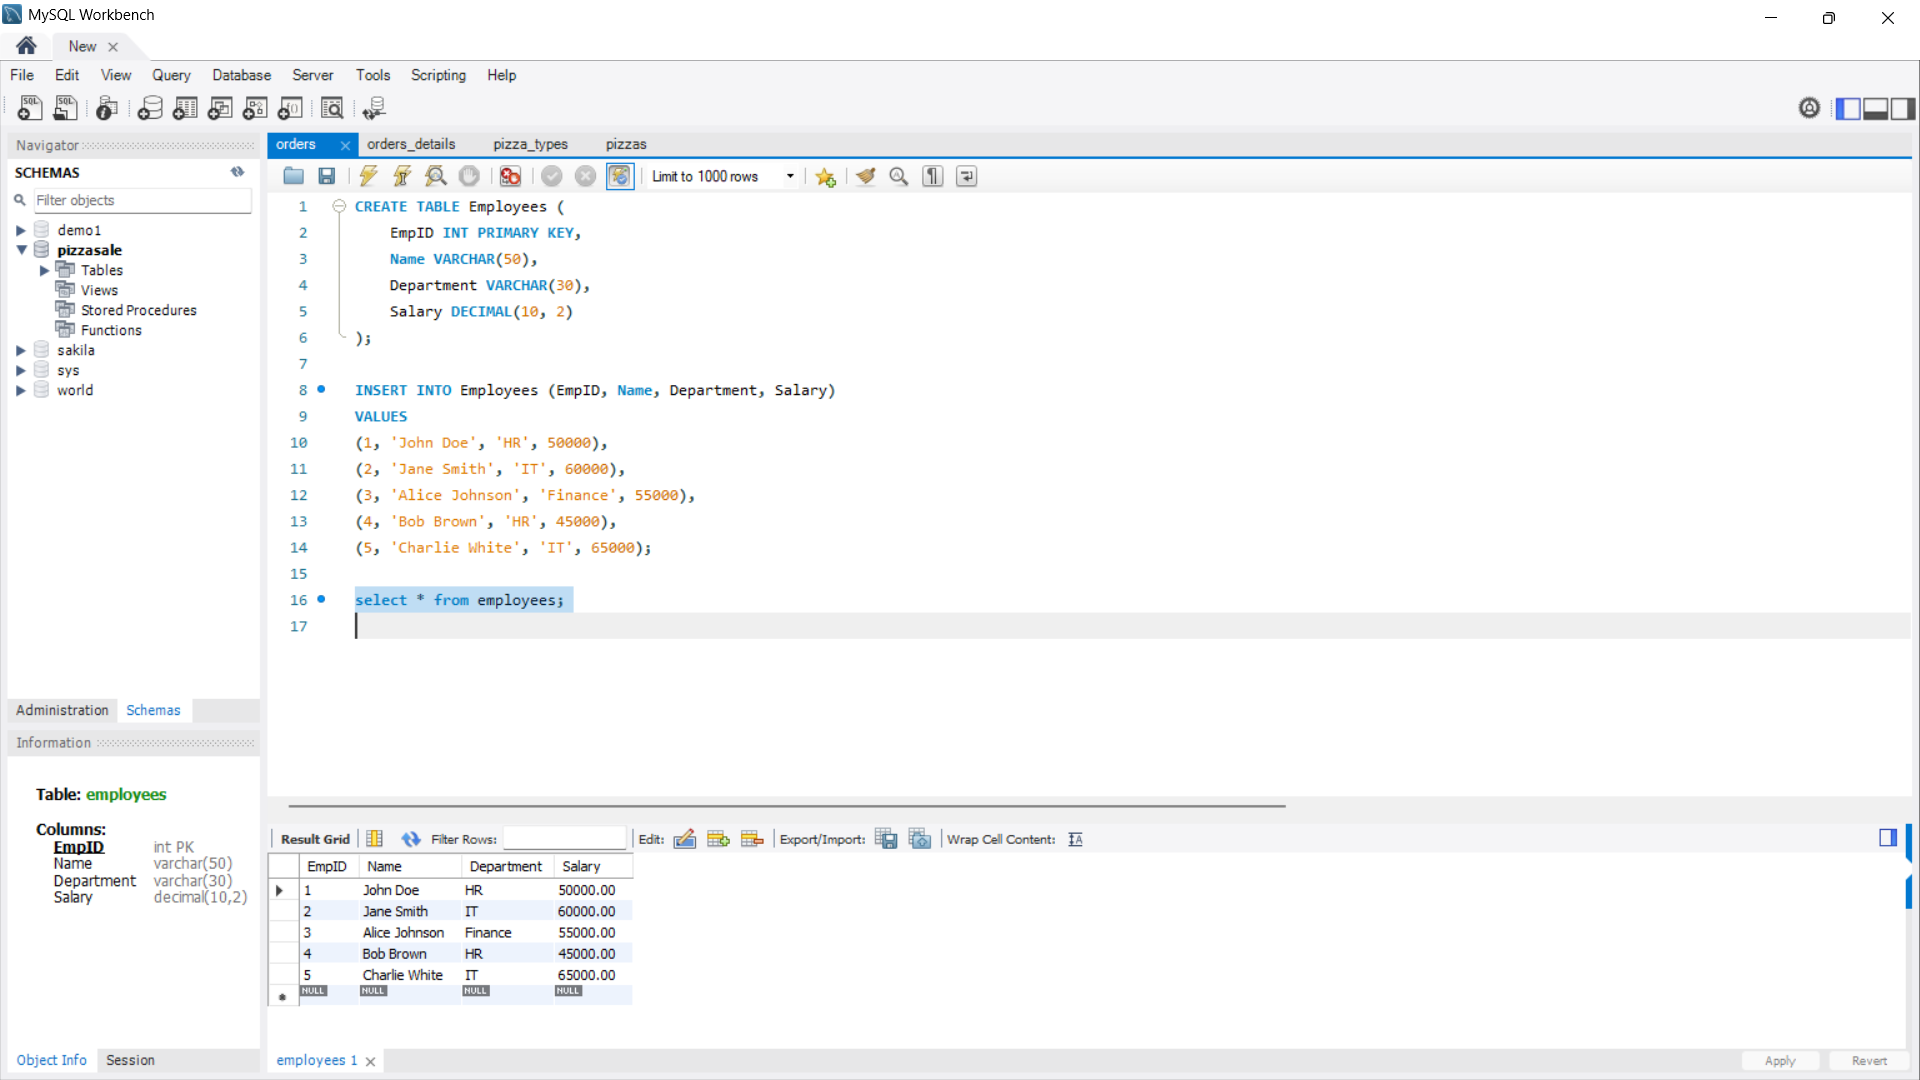 MySQL Workbench
New
File Edit View Query Database Server Tools Scripting Help
Navigator
SCHEMAS
Filter objects
demo1
pizzasale
Tables
Views
Stored Procedures
Functions
sakila
sys
world
Administration Schemas
Information
Table: employees
Columns:
EmpID int PK
Name varchar(50)
Department varchar(30)
Salary decimal(10,2)
Object Info Session
orders orders_details pizza_types pizzas
Limit to 1000 rows
1 CREATE TABLE Employees (
2 EmpID INT PRIMARY KEY,
3 Name VARCHAR(50),
4 Department VARCHAR(30),
5 Salary DECIMAL(10, 2)
6 );
7
8 INSERT INTO Employees (EmpID, Name, Department, Salary)
9 VALUES
10 (1, 'John Doe', 'HR', 50000),
11 (2, 'Jane Smith', 'IT', 60000),
12 (3, 'Alice Johnson', 'Finance', 55000),
13 (4, 'Bob Brown', 'HR', 45000),
14 (5, 'Charlie White', 'IT', 65000);
15
16 select * from employees;
17
Result Grid Filter Rows: Edit: Export/Import: Wrap Cell Content:
EmpID Name Department Salary
1 John Doe HR 50000.00
2 Jane Smith IT 60000.00
3 Alice Johnson Finance 55000.00
4 Bob Brown HR 45000.00
5 Charlie White IT 65000.00
NULL NULL NULL NULL
employees 1
Apply Revert